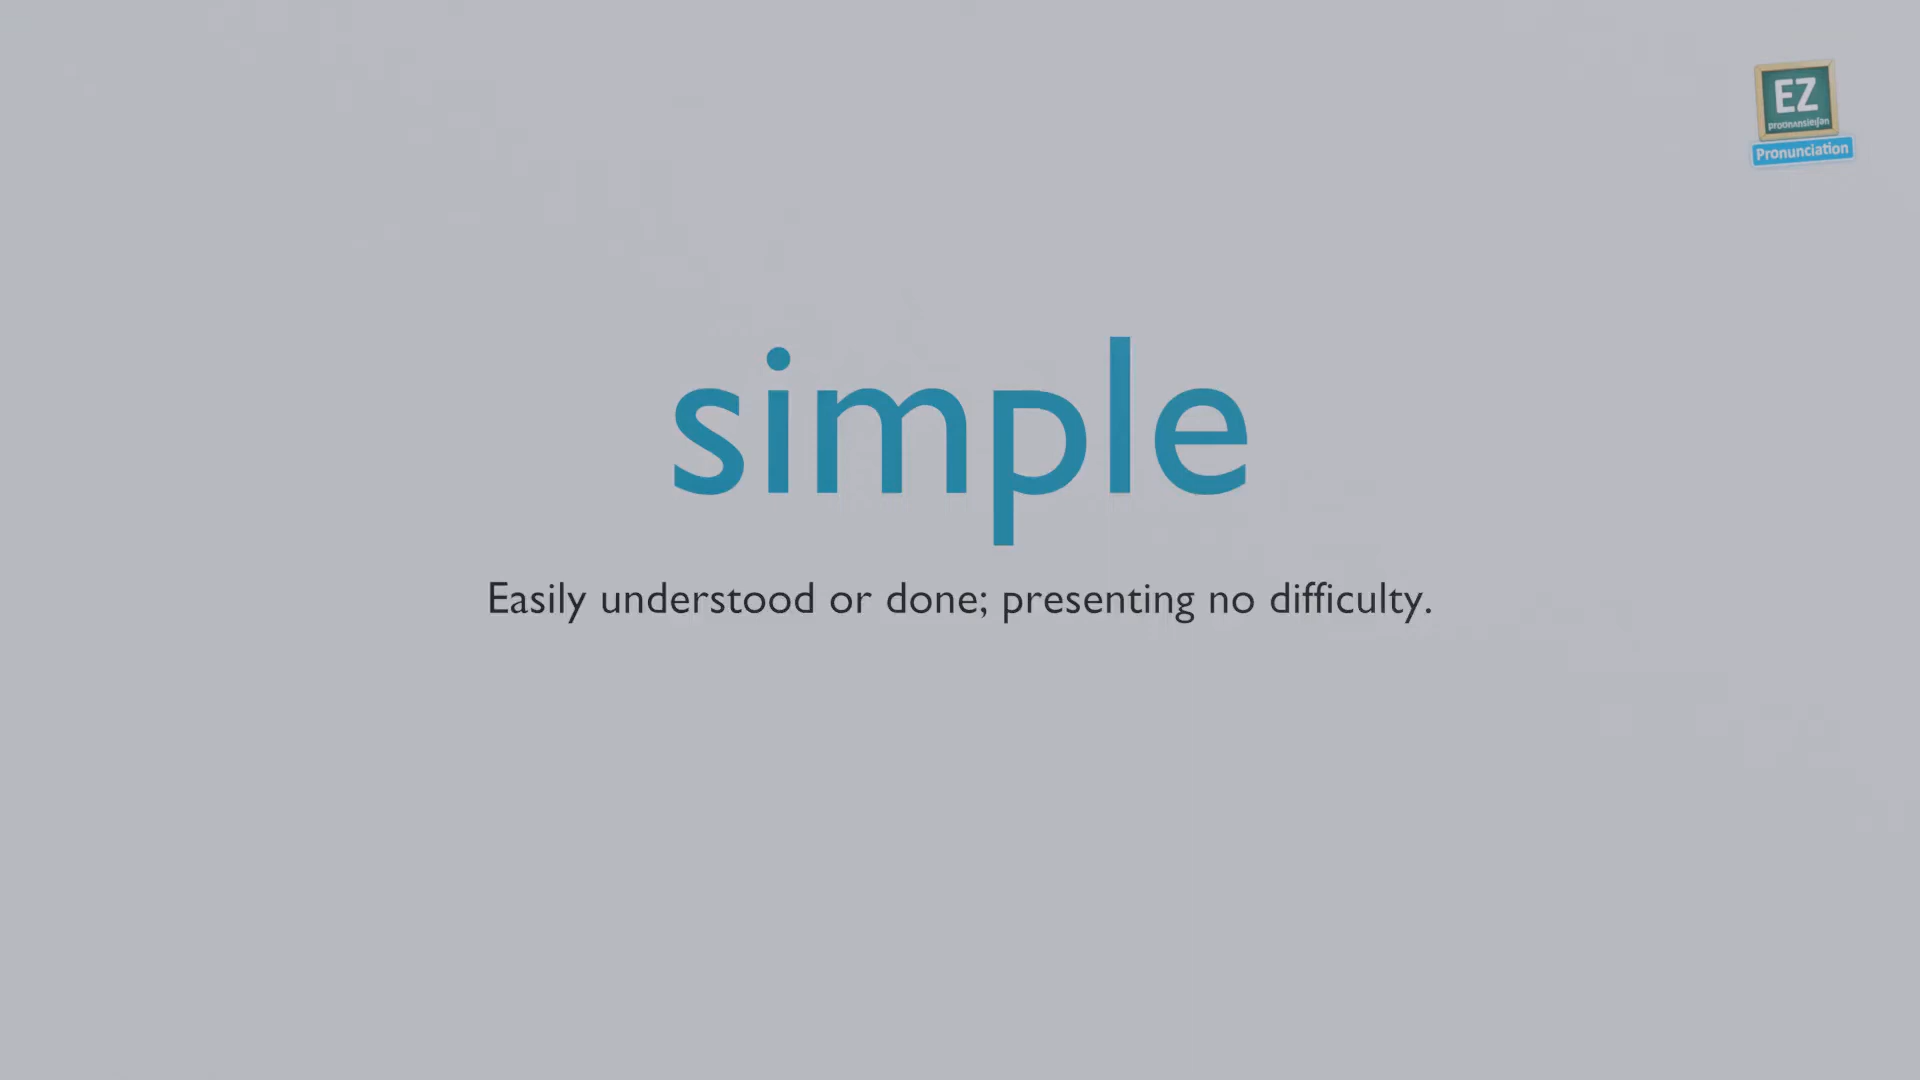 EZ
Pronunciation
simple
Easily understood or done; presenting no difficulty.